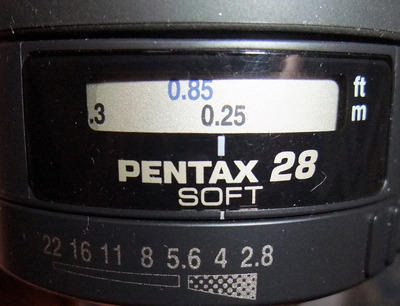 0.85 ft
.3 0.25 m
PENTAX 28
SOFT
22 16 11 8 5.6 4 2.8